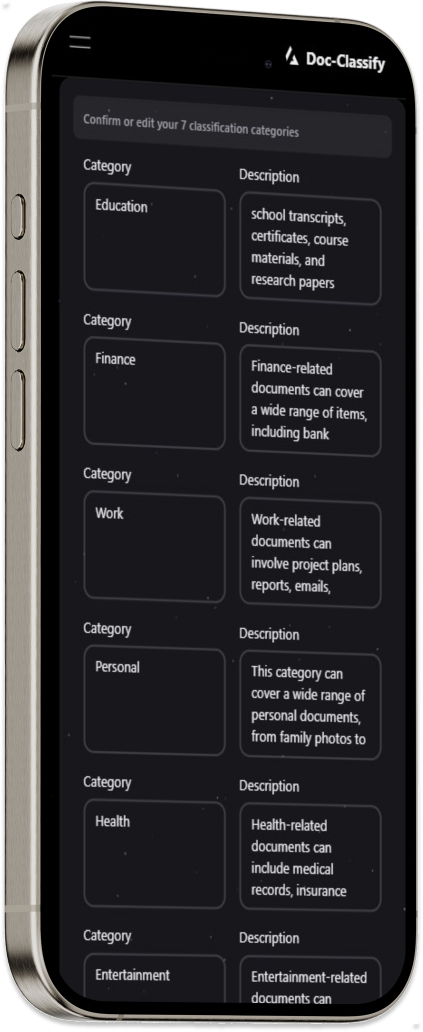 Doc-Classify
Confirm or edit your 7 classification categories
Category
Description
Education
school transcripts,
certificates, course
materials, and
research papers
Category
Description
Finance
Finance-related
documents can cover
a wide range of items,
including bank
Category
Description
Work
Work-related
documents can
involve project plans,
reports, emails,
Category
Description
Personal
This category can
cover a wide range of
personal documents,
from family photos to
Category
Description
Health
Health-related
documents can
include medical
records, insurance
Category
Description
Entertainment
Entertainment-related
documents can